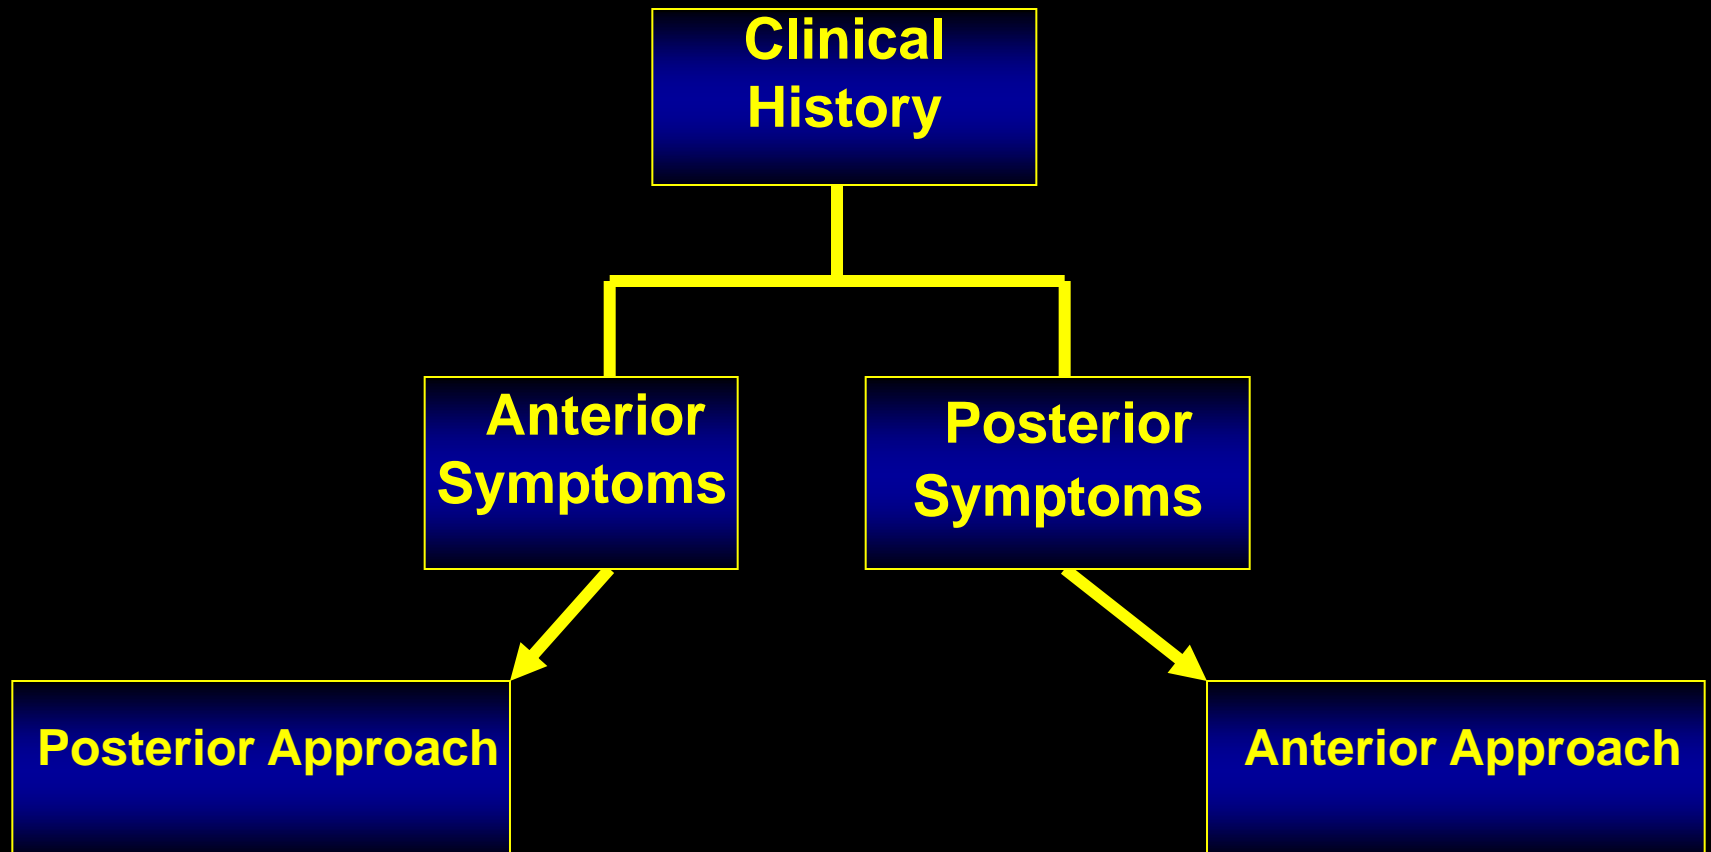 Clinical
History
Anterior
Symptoms
Posterior
Symptoms
Posterior Approach
Anterior Approach